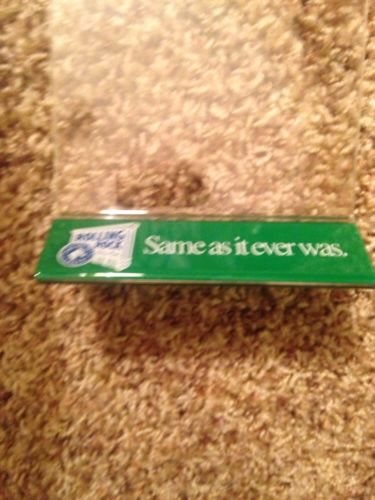 ROLLING
ROCK
Same as it ever was.